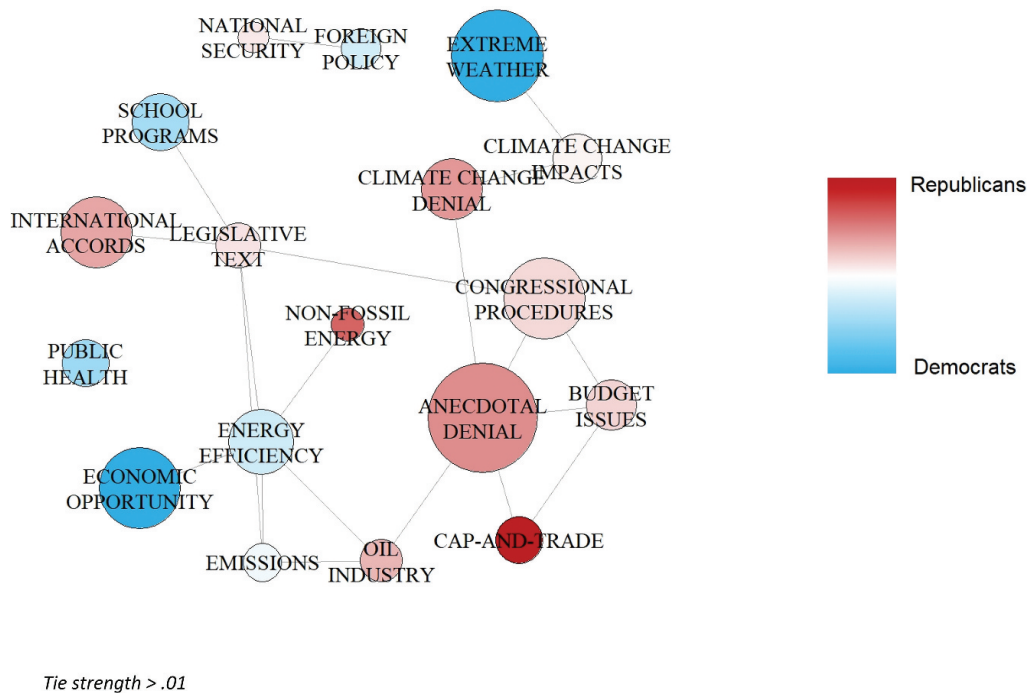 NATIONAL
SECURITY
FOREIGN
POLICY
EXTREME
WEATHER
SCHOOL
PROGRAMS
CLIMATE CHANGE
IMPACTS
CLIMATE CHANGE
DENIAL
Republicans
INTERNATIONAL
ACCORDS
LEGISLATIVE
TEXT
CONGRESSIONAL
PROCEDURES
NON-FOSSIL
ENERGY
PUBLIC
HEALTH
Democrats
ANECDOTAL
DENIAL
BUDGET
ISSUES
ENERGY
EFFICIENCY
ECONOMIC
OPPORTUNITY
CAP-AND-TRADE
EMISSIONS
OIL
INDUSTRY
Tie strength > .01